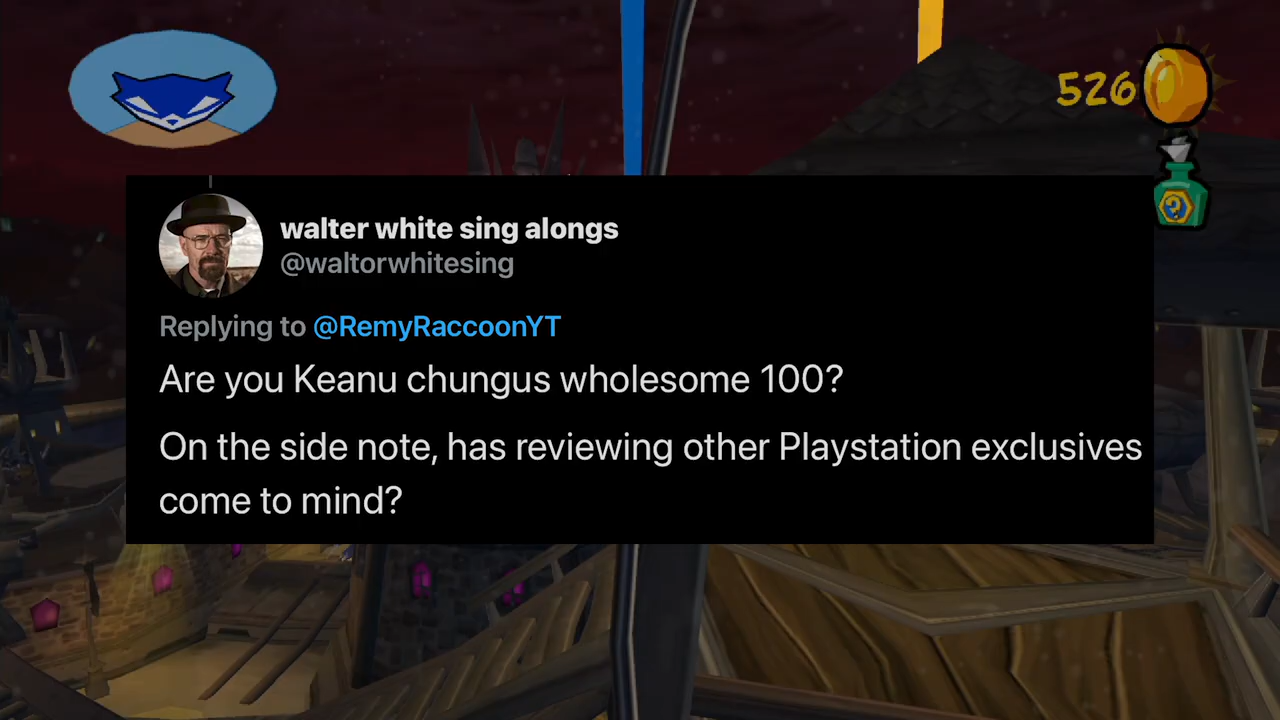 526
walter white sing alongs
@waltorwhitesing
Replying to @RemyRaccoonYT
Are you Keanu chungus wholesome 100?
On the side note, has reviewing other Playstation exclusives
come to mind?
?